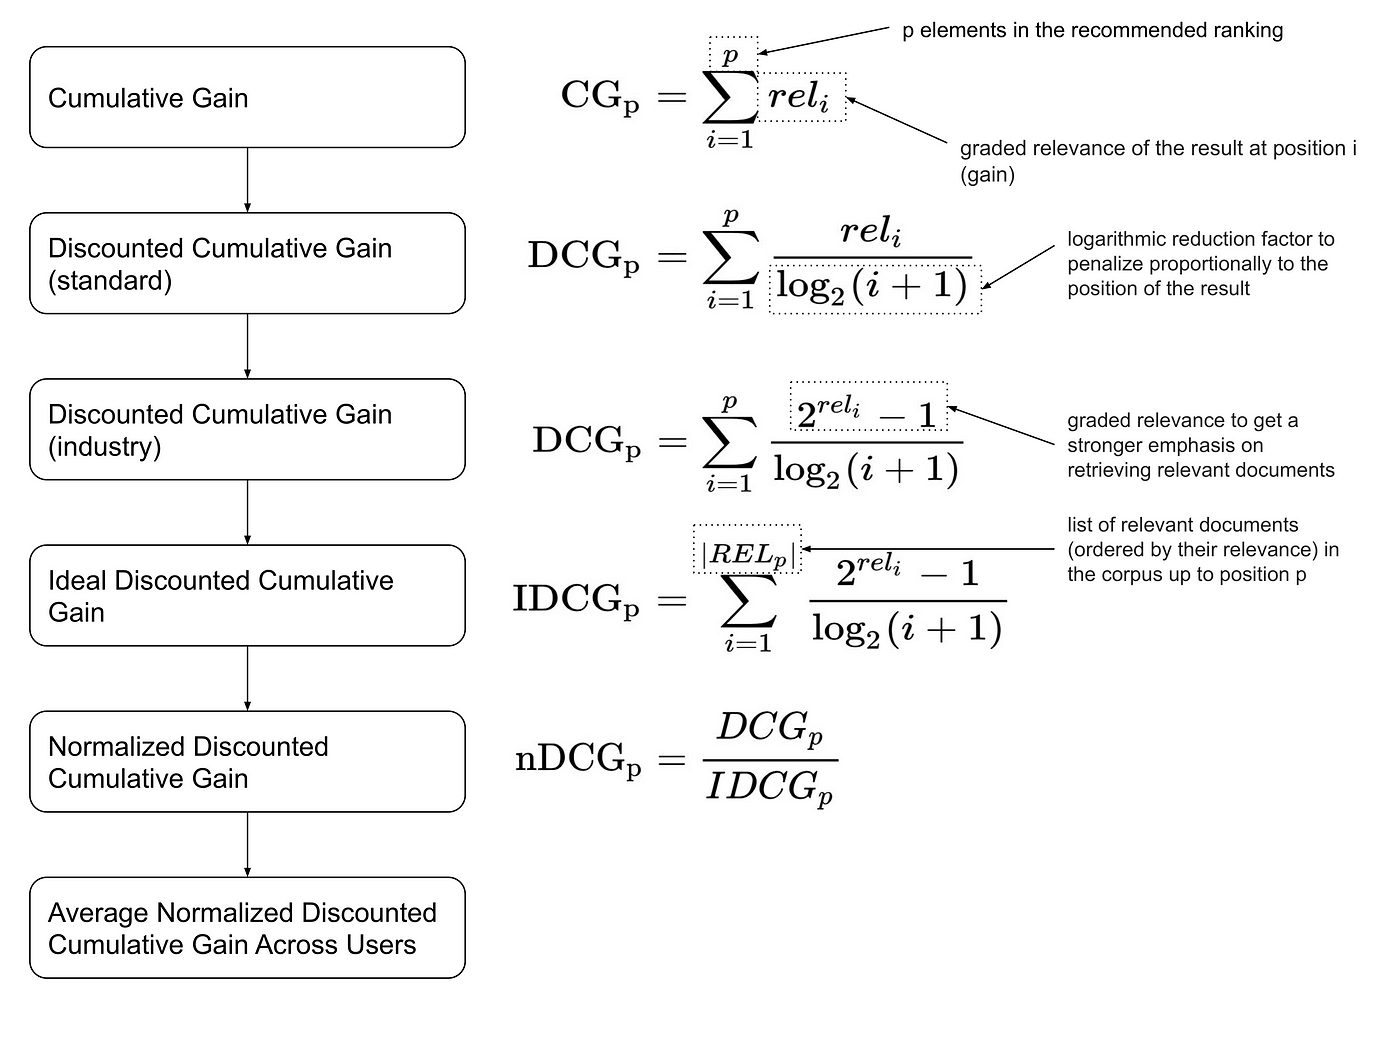 Cumulative Gain
CG_p = \sum_{i=1}^{p} rel_i
p elements in the recommended ranking
graded relevance of the result at position i
(gain)
Discounted Cumulative Gain
(standard)
DCG_p = \sum_{i=1}^{p} \frac{rel_i}{\log_2(i+1)}
logarithmic reduction factor to
penalize proportionally to the
position of the result
Discounted Cumulative Gain
(industry)
DCG_p = \sum_{i=1}^{p} \frac{2^{rel_i} - 1}{\log_2(i+1)}
graded relevance to get a
stronger emphasis on
retrieving relevant documents
Ideal Discounted Cumulative
Gain
IDCG_p = \sum_{i=1}^{|REL_p|} \frac{2^{rel_i} - 1}{\log_2(i+1)}
list of relevant documents
(ordered by their relevance) in
the corpus up to position p
Normalized Discounted
Cumulative Gain
nDCG_p = \frac{DCG_p}{IDCG_p}
Average Normalized Discounted
Cumulative Gain Across Users